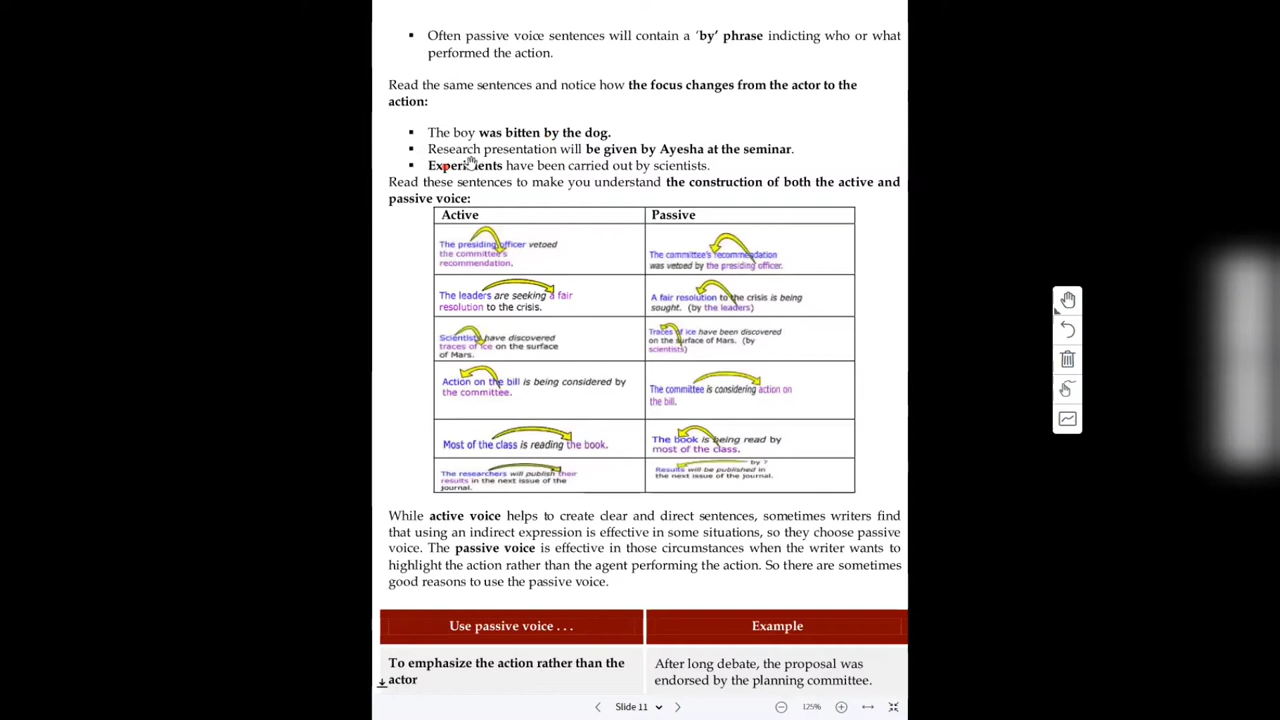 ▪ Often passive voice sentences will contain a ‘by’ phrase indicting who or what
performed the action.
Read the same sentences and notice how the focus changes from the actor to the
action:
▪ The boy was bitten by the dog.
▪ Research presentation will be given by Ayesha at the seminar.
▪ Experiments have been carried out by scientists.
Read these sentences to make you understand the construction of both the active and
passive voice:
Active
Passive
The presiding officer vetoed
the committee's
recommendation.
The committee's recommendation
was vetoed by the presiding officer.
The leaders are seeking a fair
resolution to the crisis.
A fair resolution to the crisis is being
sought. (by the leaders)
Scientists have discovered
traces of ice on the surface
of Mars.
Traces of ice have been discovered
on the surface of Mars. (by
scientists)
Action on the bill is being considered by
the committee.
The committee is considering action on
the bill.
Most of the class is reading the book.
The book is being read by
most of the class.
The researchers will publish their
results in the next issue of the
journal.
by ?
Results will be published in
the next issue of the journal.
While active voice helps to create clear and direct sentences, sometimes writers find
that using an indirect expression is effective in some situations, so they choose passive
voice. The passive voice is effective in those circumstances when the writer wants to
highlight the action rather than the agent performing the action. So there are sometimes
good reasons to use the passive voice.
Use passive voice . . .
Example
To emphasize the action rather than the
actor
After long debate, the proposal was
endorsed by the planning committee.
Slide 11
125%